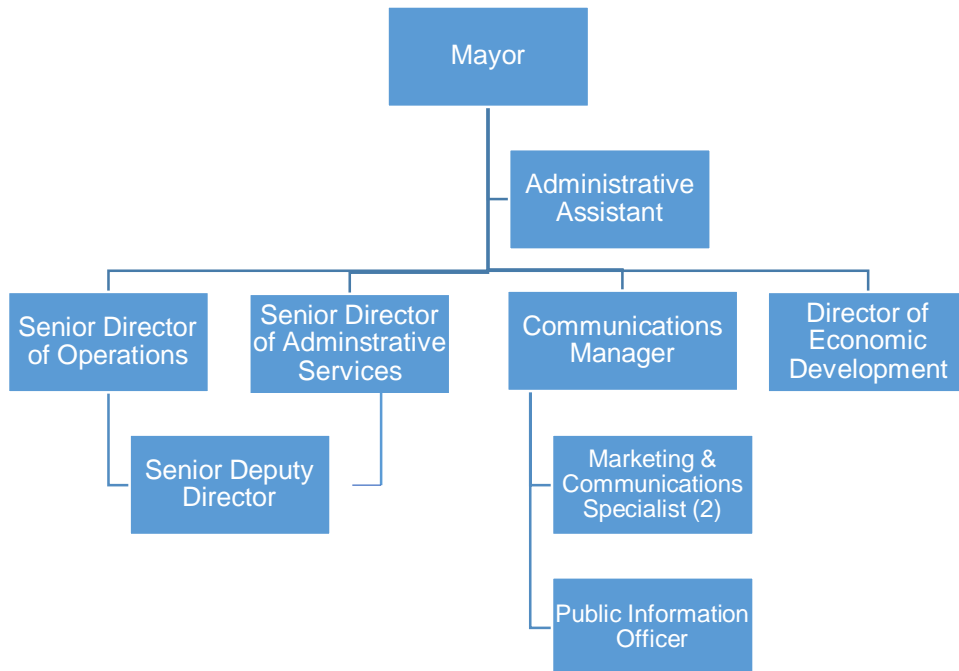 Mayor
Administrative
Assistant
Senior Director
of Operations
Senior Director
of Adminstrative
Services
Communications
Manager
Director of
Economic
Development
Senior Deputy
Director
Marketing &
Communications
Specialist (2)
Public Information
Officer